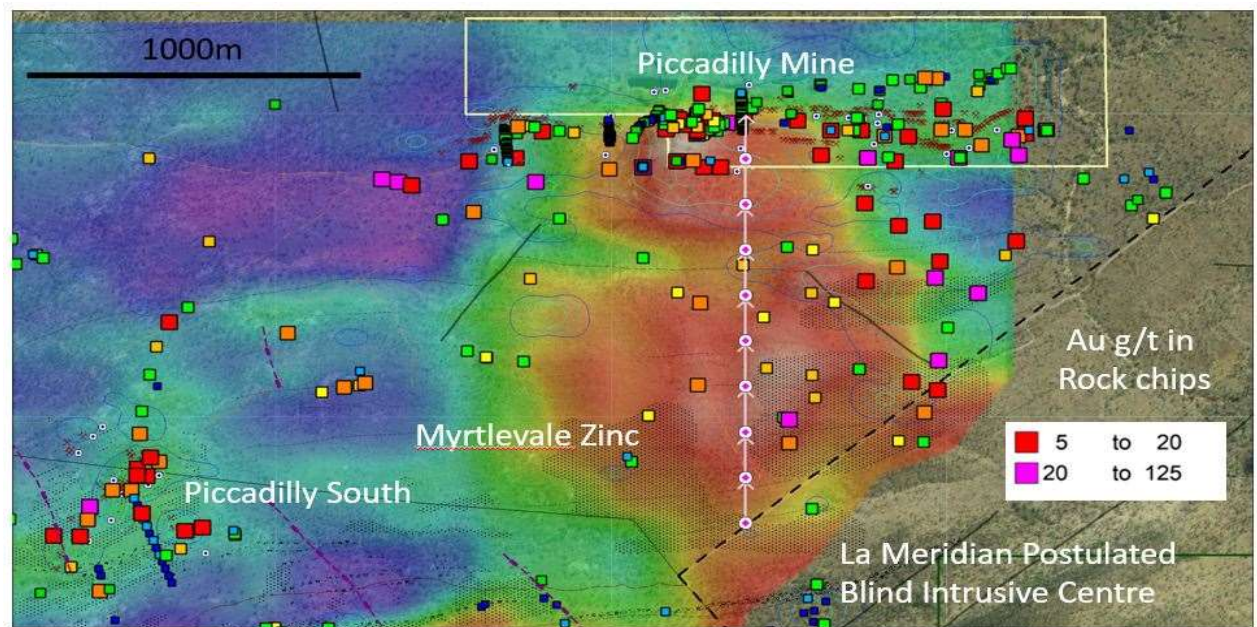 1000m
Piccadilly Mine
Au g/t in
Rock chips
5 to 20
20 to 125
Myrtlevale Zinc
Piccadilly South
La Meridian Postulated
Blind Intrusive Centre